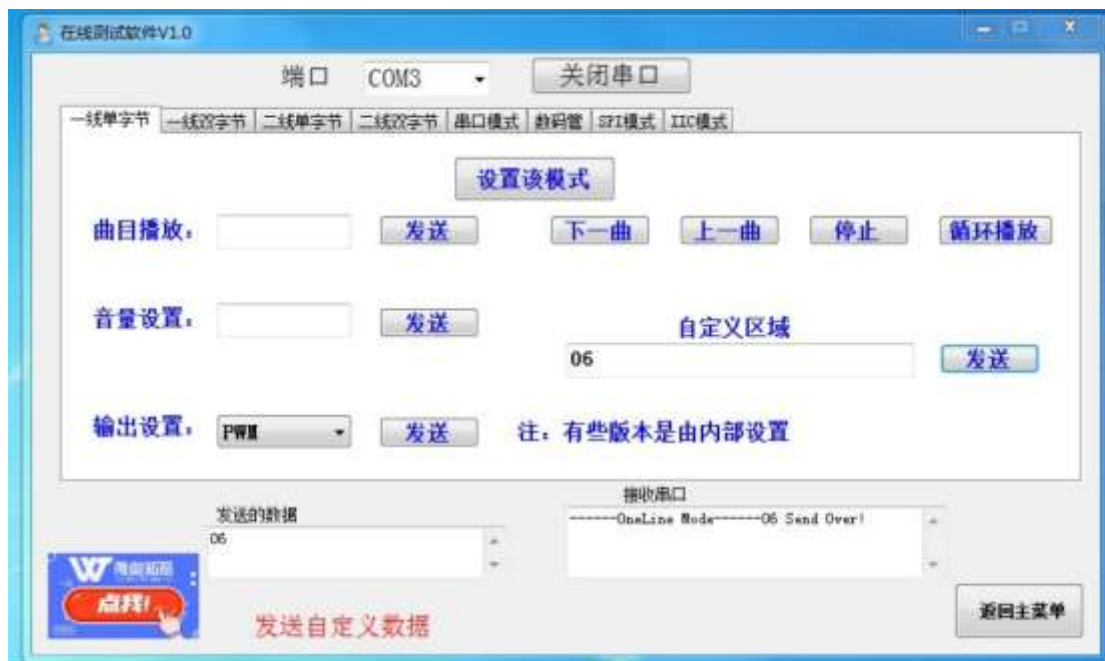 在线测试软件V1.0
端口 COM3 关闭串口
一线单字节 一线双字节 二线单字节 二线双字节 串口模式 数码管 SPI模式 IIC模式
设置该模式
曲目播放: 发送 下一曲 上一曲 停止 循环播放
音量设置: 发送
自定义区域
06 发送
输出设置: PWM 发送 注: 有些版本是由内部设置
发送的数据
06
接收串口
------OneLine Mode------06 Send Over!
点我!
发送自定义数据
返回主菜单